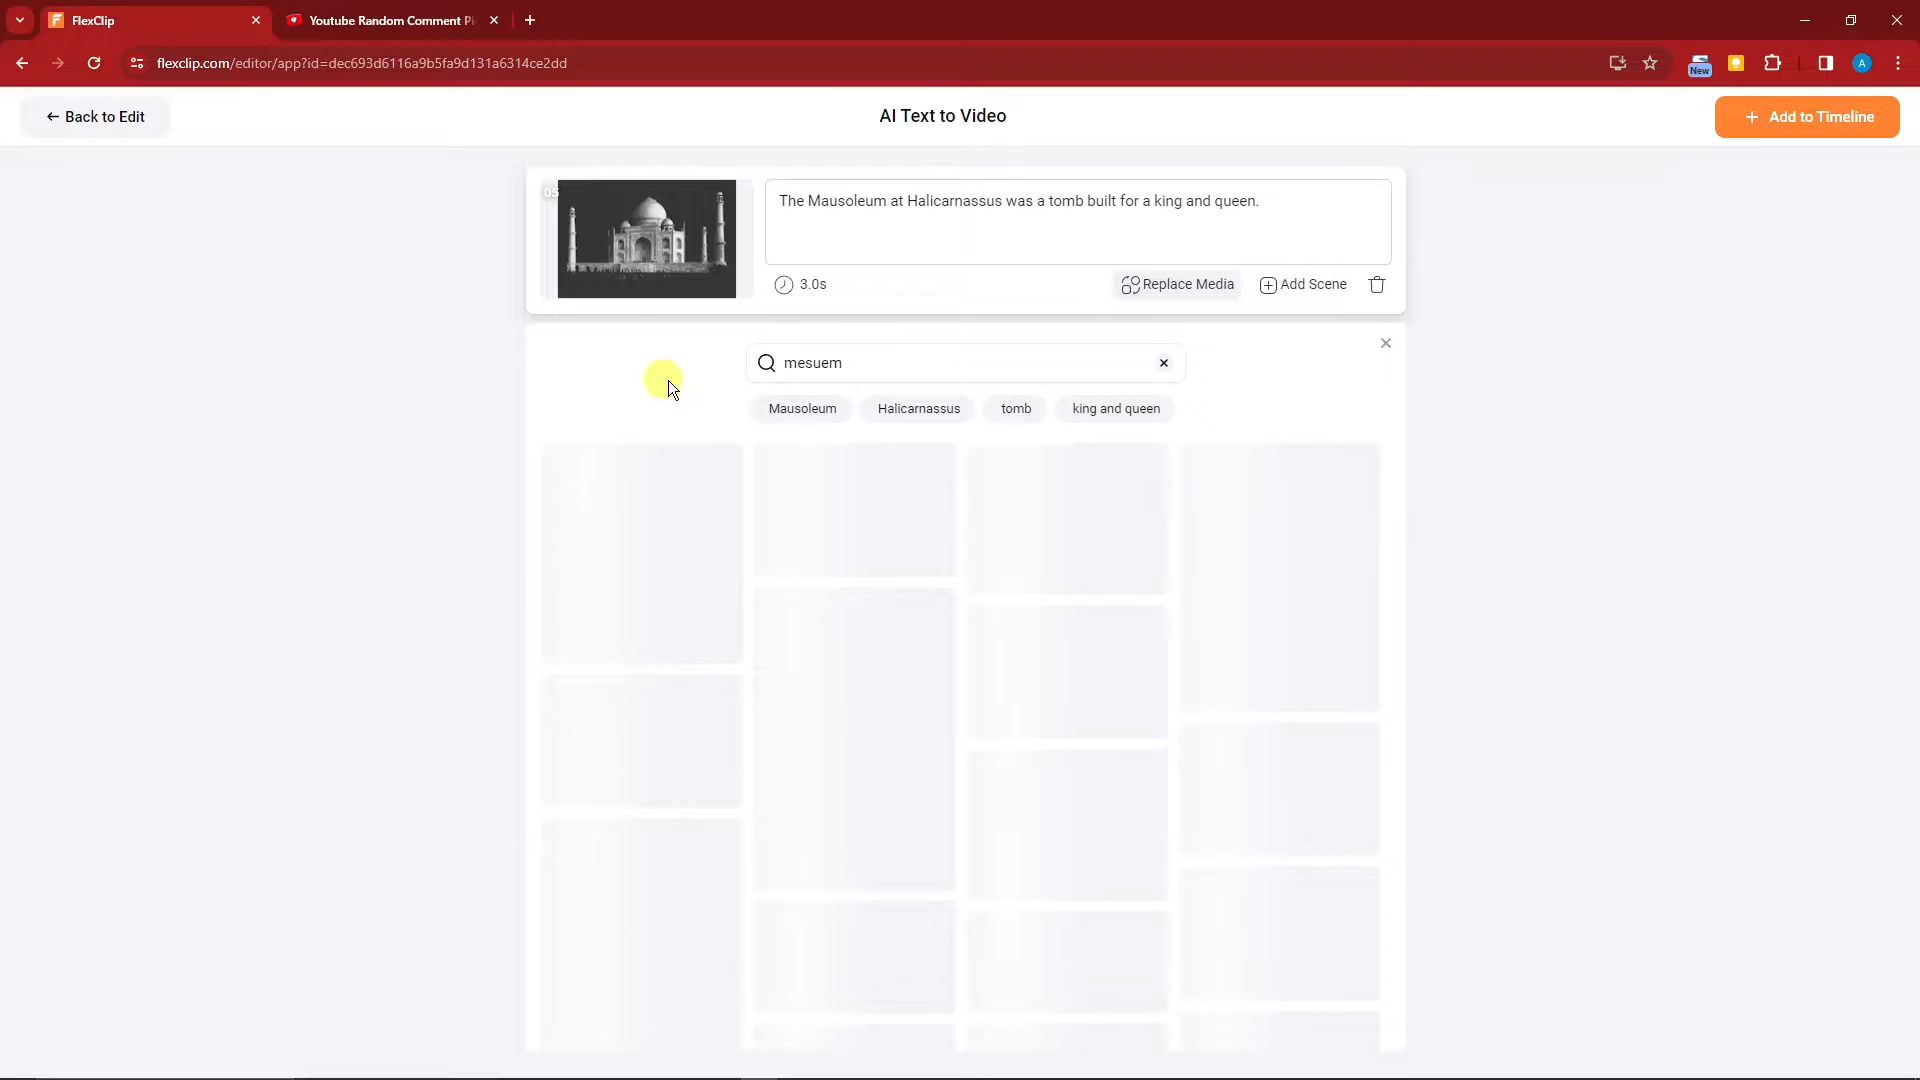 FlexClip
Youtube Random Comment Pi
flexclip.com/editor/app?id=dec693d6116a9b5fa9d131a6314ce2dd
New
A
Back to Edit
AI Text to Video
Add to Timeline
05
The Mausoleum at Halicarnassus was a tomb built for a king and queen.
3.0s
Replace Media
Add Scene
mesuem
Mausoleum
Halicarnassus
tomb
king and queen